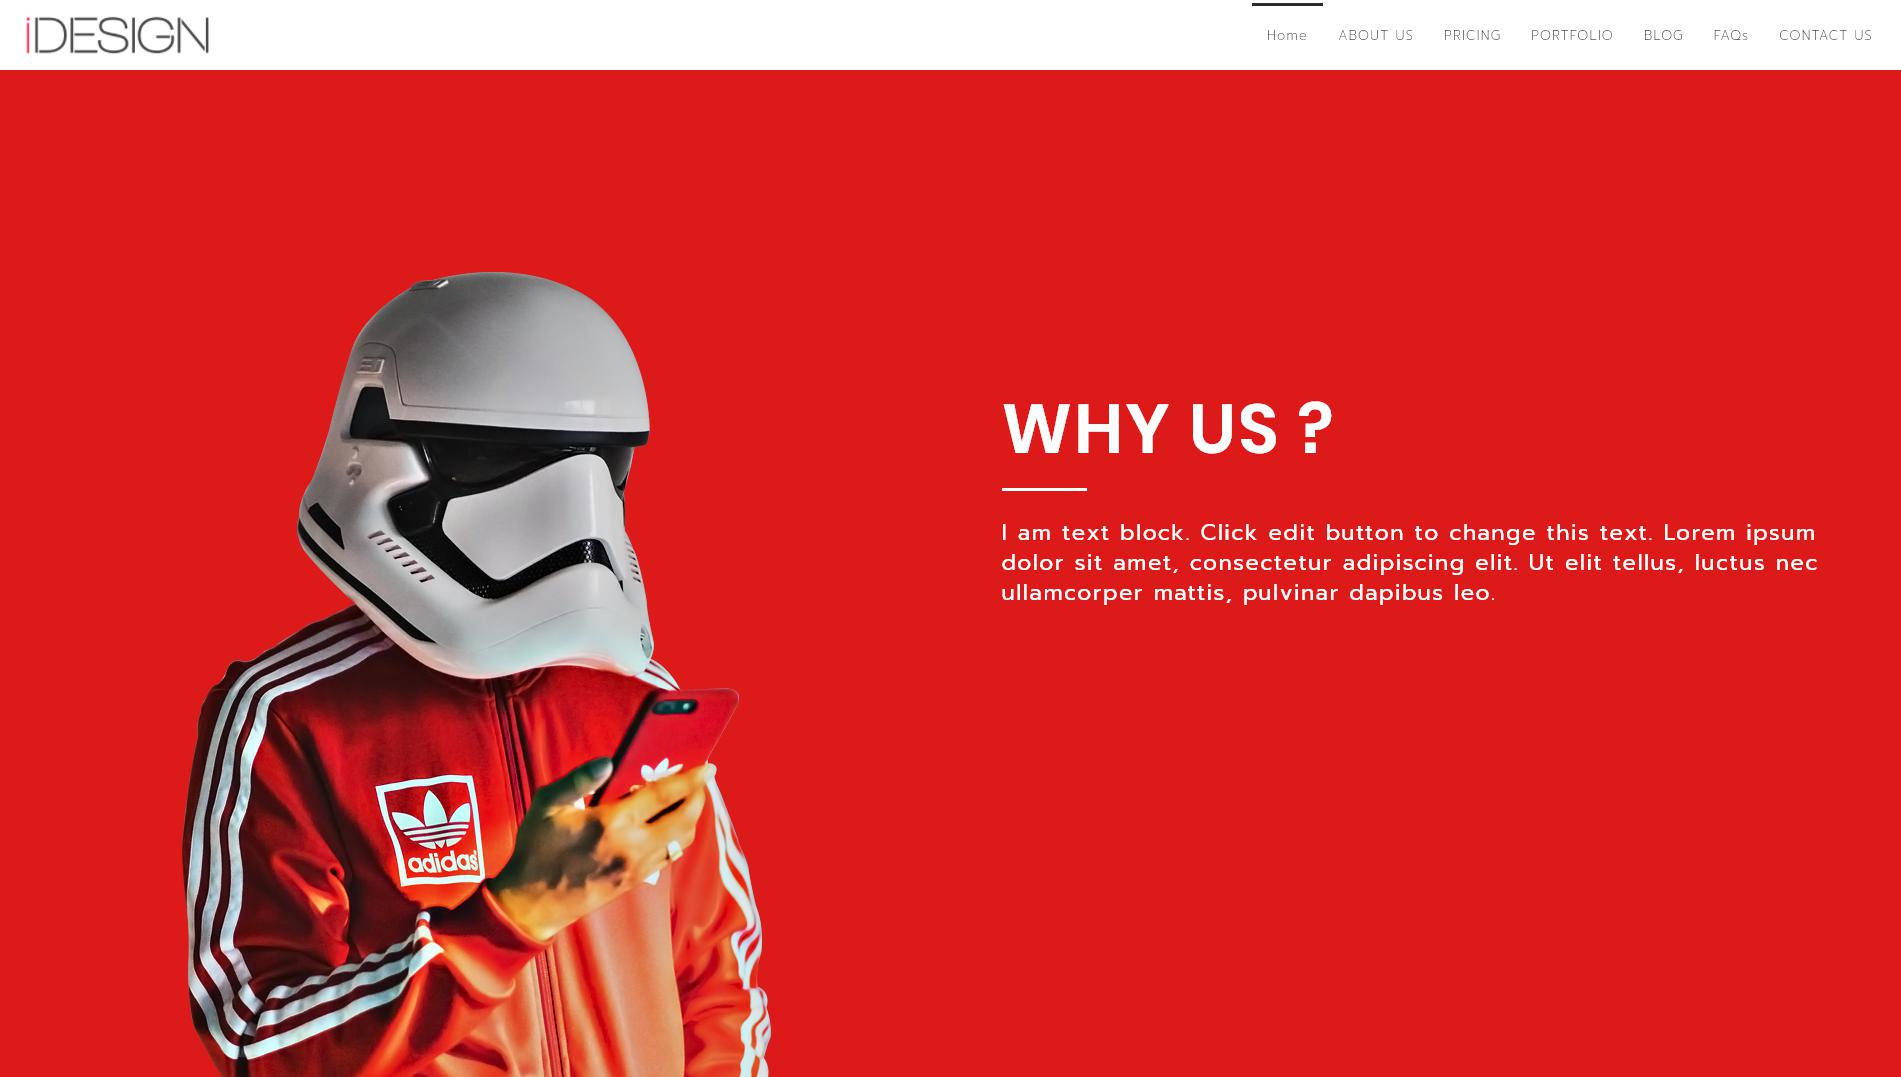 iDESIGN
Home ABOUT US PRICING PORTFOLIO BLOG FAQs CONTACT US
WHY US ?
I am text block. Click edit button to change this text. Lorem ipsum
dolor sit amet, consectetur adipiscing elit. Ut elit tellus, luctus nec
ullamcorper mattis, pulvinar dapibus leo.
adidas